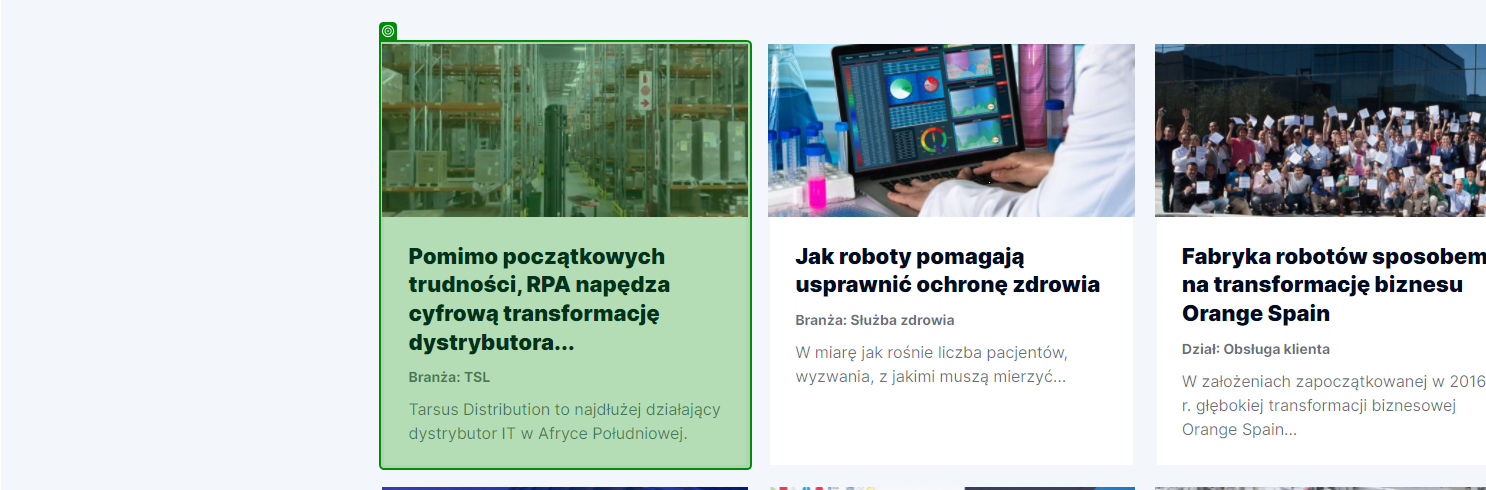 Pomimo początkowych
trudności, RPA napędza
cyfrową transformację
dystrybutora...
Branża: TSL
Tarsus Distribution to najdłużej działający
dystrybutor IT w Afryce Południowej.
Jak roboty pomagają
usprawnić ochronę zdrowia
Branża: Służba zdrowia
W miarę jak rośnie liczba pacjentów,
wyzwania, z jakimi muszą mierzyć...
Fabryka robotów sposobem
na transformację biznesu
Orange Spain
Dział: Obsługa klienta
W założeniach zapoczątkowanej w 2016
r. głębokiej transformacji biznesowej
Orange Spain...